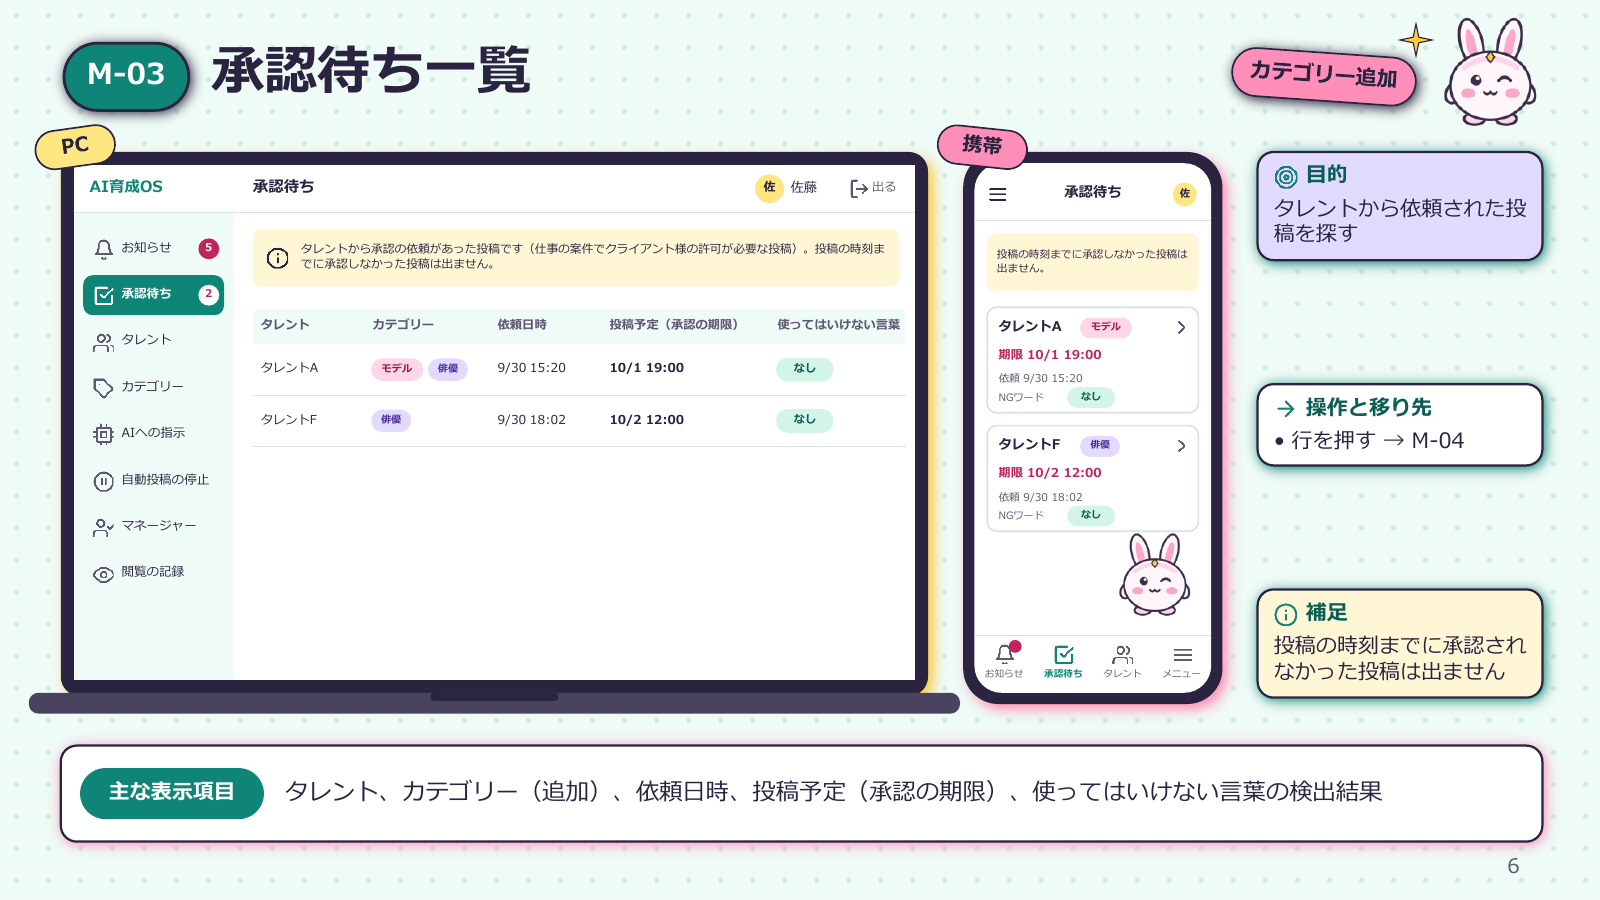 M-03
承認待ち一覧
カテゴリー追加
PC
AI育成OS
承認待ち
佐
佐藤
出る
お知らせ
5
承認待ち
2
タレント
カテゴリー
AIへの指示
自動投稿の停止
マネージャー
閲覧の記録
タレントから承認の依頼があった投稿です（仕事の案件でクライアント様の許可が必要な投稿）。投稿の時刻ま
でに承認しなかった投稿は出ません。
タレント カテゴリー 依頼日時 投稿予定（承認の期限） 使ってはいけない言葉
タレントA モデル 俳優 9/30 15:20 10/1 19:00 なし
タレントF 俳優 9/30 18:02 10/2 12:00 なし
携帯
承認待ち
佐
投稿の時刻までに承認しなかった投稿は
出ません。
タレントA モデル
期限 10/1 19:00
依頼 9/30 15:20
NGワード なし
タレントF 俳優
期限 10/2 12:00
依頼 9/30 18:02
NGワード なし
お知らせ 承認待ち タレント メニュー
目的
タレントから依頼された投
稿を探す
操作と移り先
• 行を押す → M-04
補足
投稿の時刻までに承認され
なかった投稿は出ません
主な表示項目
タレント、カテゴリー（追加）、依頼日時、投稿予定（承認の期限）、使ってはいけない言葉の検出結果
6